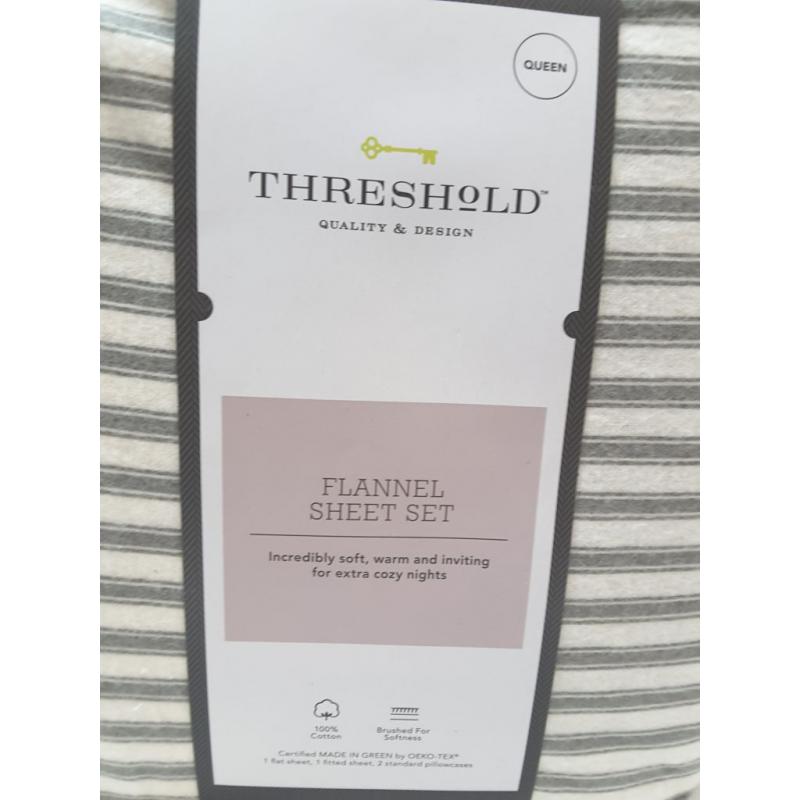 QUEEN
THRESHOLD™
QUALITY & DESIGN
FLANNEL
SHEET SET
Incredibly soft, warm and inviting
for extra cozy nights
100%
Cotton
Brushed For
Softness
Certified MADE IN GREEN by OEKO-TEX®
1 flat sheet, 1 fitted sheet, 2 standard pillowcases